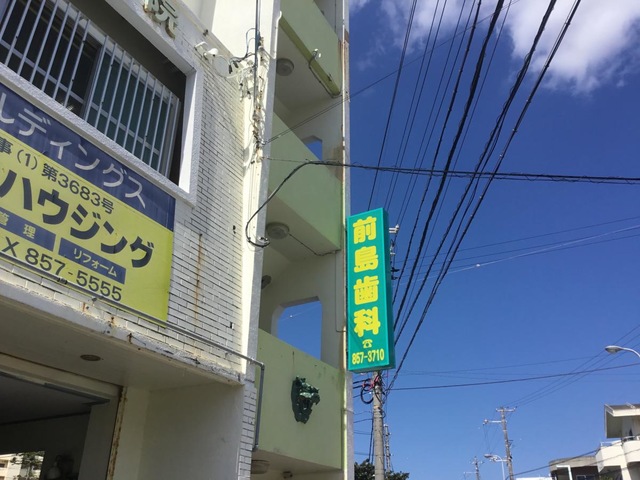 院
ルディングス
事(1)第3683号
ハウジング
管理 リフォーム
X 857-5555
前島歯科
☎
857-3710